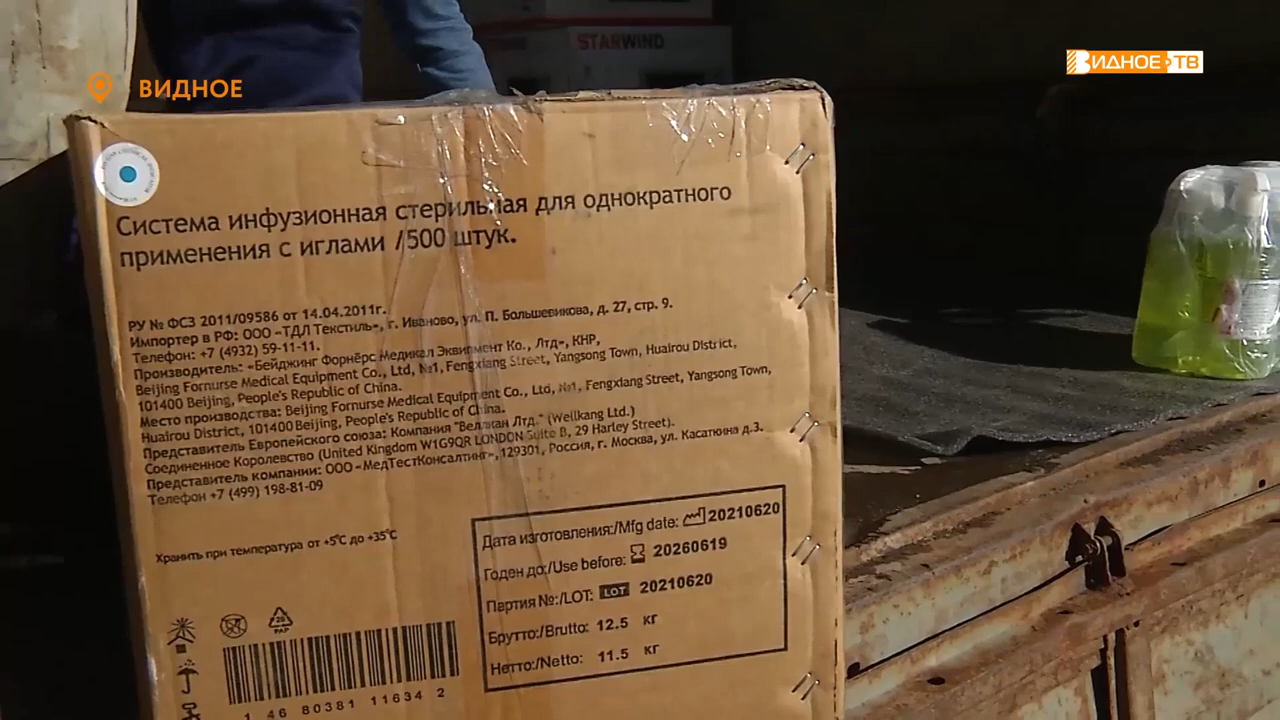 ВИДНОЕ
STARWIND
ВИДНОЕ ТВ
Система инфузионная стерильная для однократного
применения с иглами /500 штук.
РУ № ФСЗ 2011/09586 от 14.04.2011г.
Импортер в РФ: ООО «ТДЛ Текстиль», г. Иваново, ул. П. Большевикова, д. 27, стр. 9.
Телефон: +7 (4932) 59-11-11.
Производитель: «Бейджинг Форнёрс Медикал Эквипмент Ко., Лтд», КНР,
Beijing Fornurse Medical Equipment Co., Ltd, №1, Fengxiang Street, Yangsong Town, Huairou District,
101400 Beijing, People's Republic of China.
Место производства: Beijing Fornurse Medical Equipment Co., Ltd, №1, Fengxiang Street, Yangsong Town,
Huairou District, 101400 Beijing, People's Republic of China.
Представитель Европейского союза: Компания "Веллкан Лтд." (Wellkang Ltd.)
Соединенное Королевство (United Kingdom W1G9QR LONDON Suite B, 29 Harley Street).
Представитель компании: ООО «МедТестКонсалтинг», 129301, Россия, г. Москва, ул. Касаткина д.3.
Телефон +7 (499) 198-81-09
Хранить при температуре от +5°C до +35°C
Дата изготовления:/Mfg date: 20210620
Годен до:/Use before: 20260619
Партия №:/LOT: LOT 20210620
Брутто:/Brutto: 12.5 кг
Нетто:/Netto: 11.5 кг
PAP
1 46 80381 11634 2